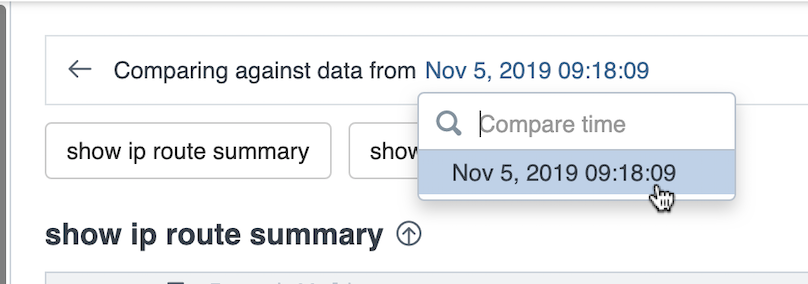 Comparing against data from Nov 5, 2019 09:18:09
Compare time
Nov 5, 2019 09:18:09
show ip route summary
show
show ip route summary